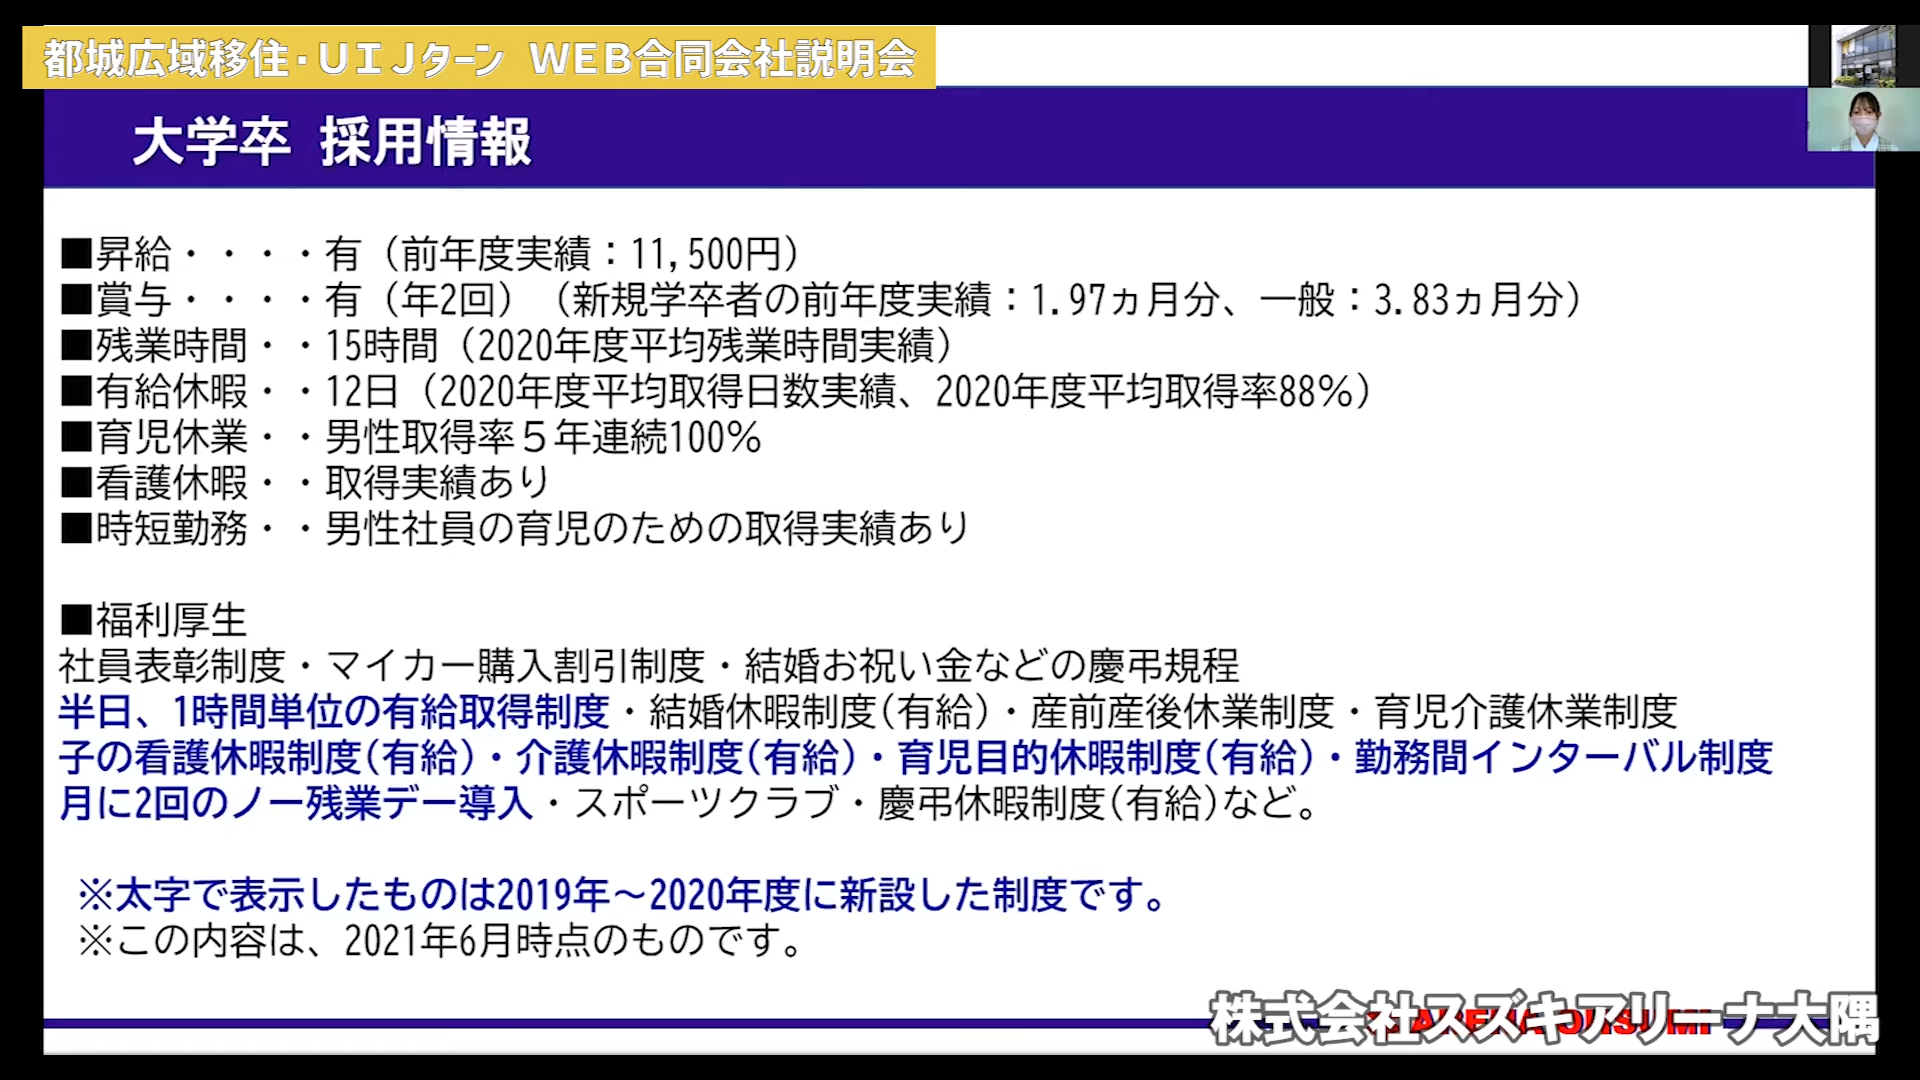 都城広域移住・UIJターン WEB合同会社説明会
大学卒 採用情報
■昇給・・・・有（前年度実績：11,500円）
■賞与・・・・有（年2回）（新規学卒者の前年度実績：1.97ヵ月分、一般：3.83ヵ月分）
■残業時間・・15時間（2020年度平均残業時間実績）
■有給休暇・・12日（2020年度平均取得日数実績、2020年度平均取得率88％）
■育児休業・・男性取得率５年連続100％
■看護休暇・・取得実績あり
■時短勤務・・男性社員の育児のための取得実績あり
■福利厚生
社員表彰制度・マイカー購入割引制度・結婚お祝い金などの慶弔規程
半日、1時間単位の有給取得制度・結婚休暇制度(有給)・産前産後休業制度・育児介護休業制度
子の看護休暇制度(有給)・介護休暇制度(有給)・育児目的休暇制度(有給)・勤務間インターバル制度
月に2回のノー残業デー導入・スポーツクラブ・慶弔休暇制度(有給)など。
※太字で表示したものは2019年～2020年度に新設した制度です。
※この内容は、2021年6月時点のものです。
株式会社スズキアリーナ大隅